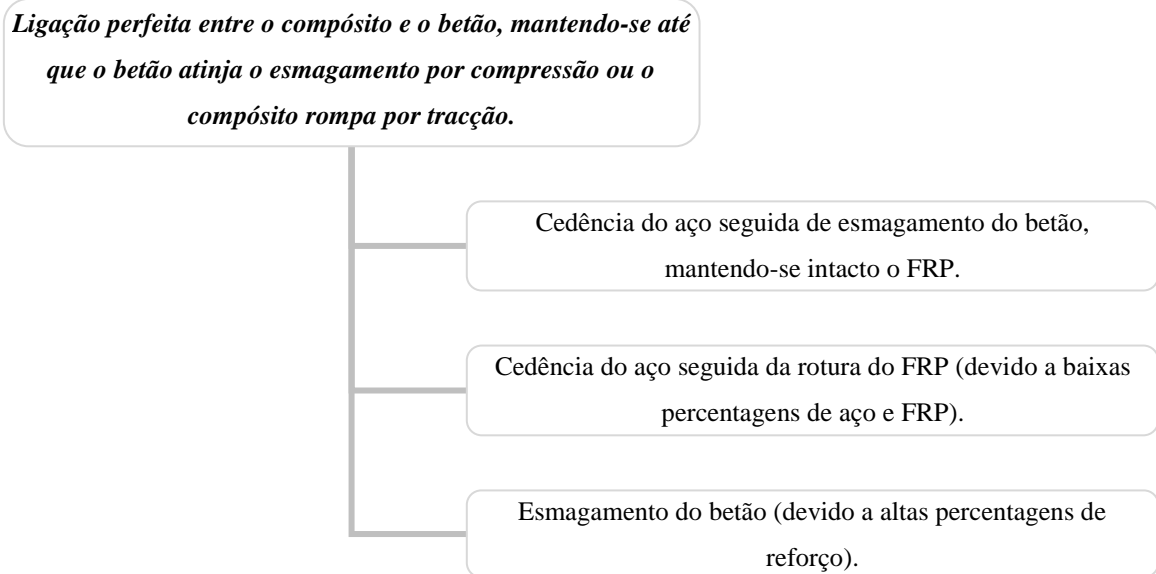 Ligação perfeita entre o compósito e o betão, mantendo-se até
que o betão atinja o esmagamento por compressão ou o
compósito rompa por tracção.
Cedência do aço seguida de esmagamento do betão,
mantendo-se intacto o FRP.
Cedência do aço seguida da rotura do FRP (devido a baixas
percentagens de aço e FRP).
Esmagamento do betão (devido a altas percentagens de
reforço).